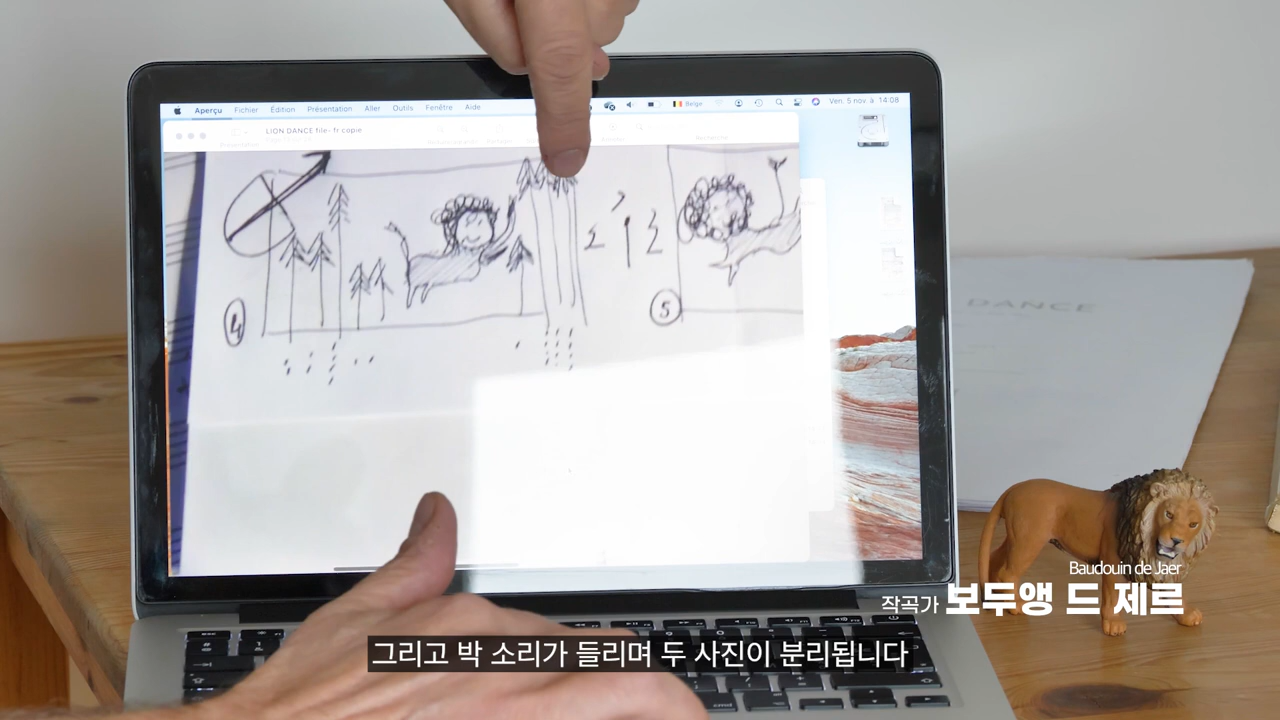 Aperçu Fichier Édition Présentation Aller Outils Fenêtre Aide Belge Ven. 5 nov. à 14:08
LION DANCE file- fr copie
Recherche
4
5
DANCE
Baudouin de Jaer
작곡가 보두앵 드 제르
그리고 박 소리가 들리며 두 사진이 분리됩니다